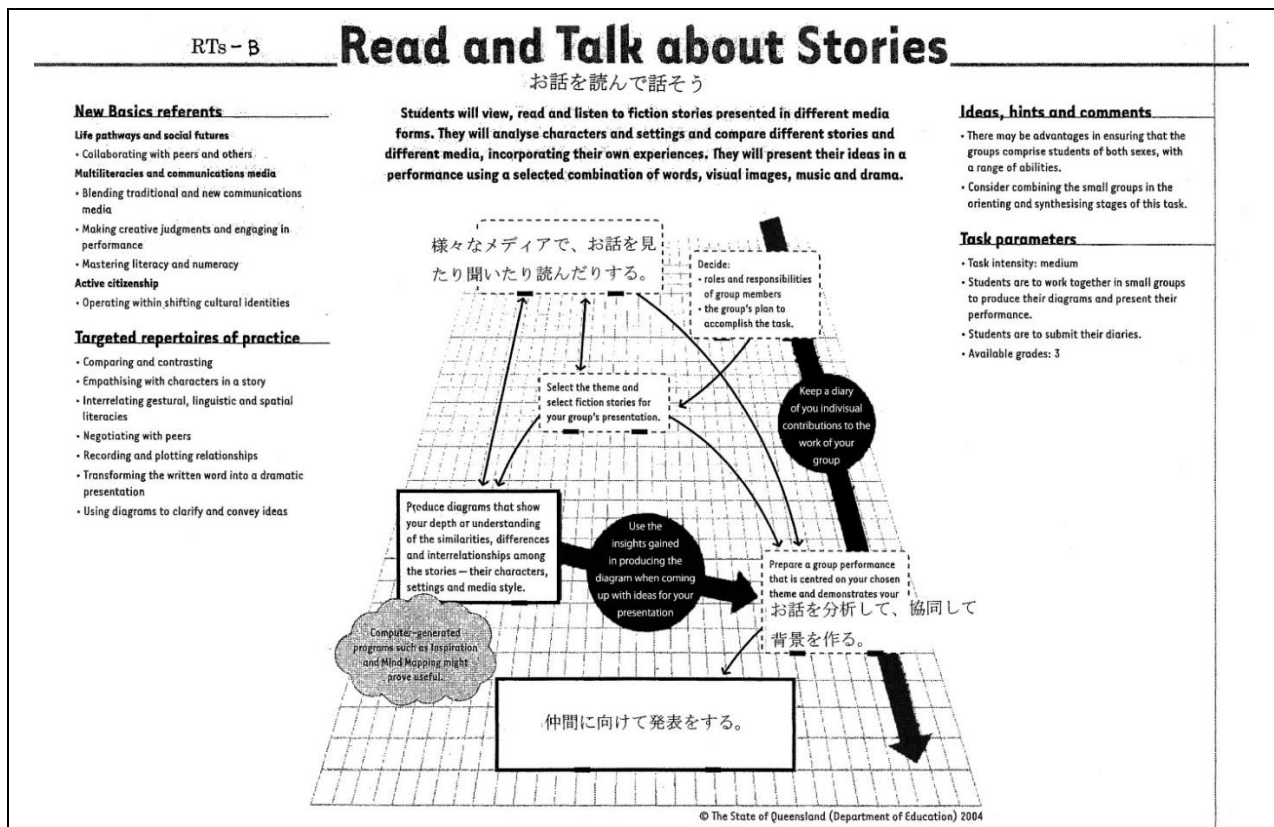 RTs - B
Read and Talk about Stories
お話を読んで話そう
New Basics referents
Life pathways and social futures
• Collaborating with peers and others
Multiliteracies and communications media
• Blending traditional and new communications
media
• Making creative judgments and engaging in
performance
• Mastering literacy and numeracy
Active citizenship
• Operating within shifting cultural identities
Targeted repertoires of practice
• Comparing and contrasting
• Empathising with characters in a story
• Interrelating gestural, linguistic and spatial
literacies
• Negotiating with peers
• Recording and plotting relationships
• Transforming the written word into a dramatic
presentation
• Using diagrams to clarify and convey ideas
Students will view, read and listen to fiction stories presented in different media
forms. They will analyse characters and settings and compare different stories and
different media, incorporating their own experiences. They will present their ideas in a
performance using a selected combination of words, visual images, music and drama.
様々なメディアで、お話を見
たり聞いたり読んだりする。
Decide:
• roles and responsibilities
of group members
• the group's plan to
accomplish the task.
Select the theme and
select fiction stories for
your group's presentation.
Keep a diary
of you indivisual
contributions to the
work of your
group
Produce diagrams that show
your depth ar understanding
of the similarities, differences
and interrelationships among
the stories — their characters,
settings and media style.
Use the
insights gained
in producing the
diagram when coming
up with ideas for your
presentation
Prepare a group performance
that is centred on your chosen
theme and demonstrates your
お話を分析して、協同して
背景を作る。
Computer-generated
programs such as Inspiration
and Mind Mapping might
prove useful.
仲間に向けて発表をする。
Ideas, hints and comments
• There may be advantages in ensuring that the
groups comprise students of both sexes, with
a range of abilities.
• Consider combining the small groups in the
orienting and synthesising stages of this task.
Task parameters
• Task intensity: medium
• Students are to work together in small groups
to produce their diagrams and present their
performance.
• Students are to submit their diaries.
• Available grades: 3
© The State of Queensland (Department of Education) 2004